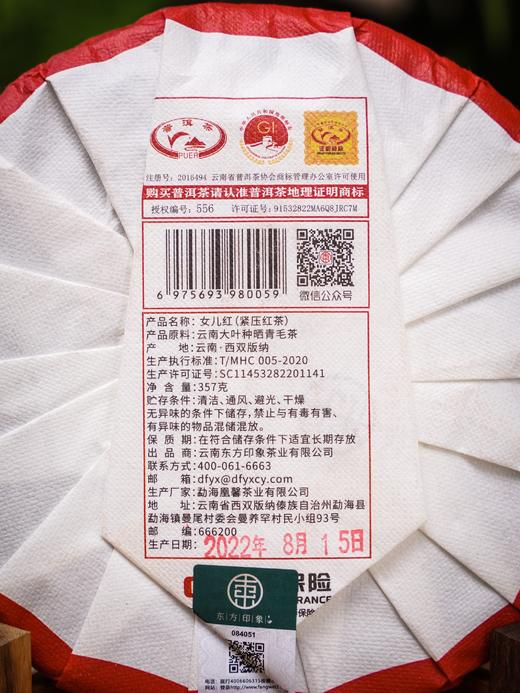 普洱茶
PUER
GI
注册号：2016494 云南省普洱茶协会商标管理办公室许可使用
购买普洱茶请认准普洱茶地理证明商标
授权编号：556 许可证号：91532822MA6Q8JRC7M
6 975693 980059
微信公众号
产品名称：女儿红（紧压红茶）
产品原料：云南大叶种晒青毛茶
产 地：云南·西双版纳
生产执行标准：T/MHC 005-2020
生产许可证号：SC11453282201141
净 含 量：357克
贮存条件：清洁、通风、避光、干燥
无异味的条件下储存，禁止与有毒有害、
有异味的物品混储混放。
保 质 期：在符合储存条件下适宜长期存放
出 品 商：云南东方印象茶业有限公司
联系方式：400-061-6663
邮 箱：dfyx@dfyxcy.com
生产厂家：勐海凰馨茶业有限公司
地 址：云南省西双版纳傣族自治州勐海县
勐海镇曼尾村委会曼养罕村民小组93号
邮 编：666200
生产日期：2022年 8月 15日
保险
RANCE
东方印象
084051